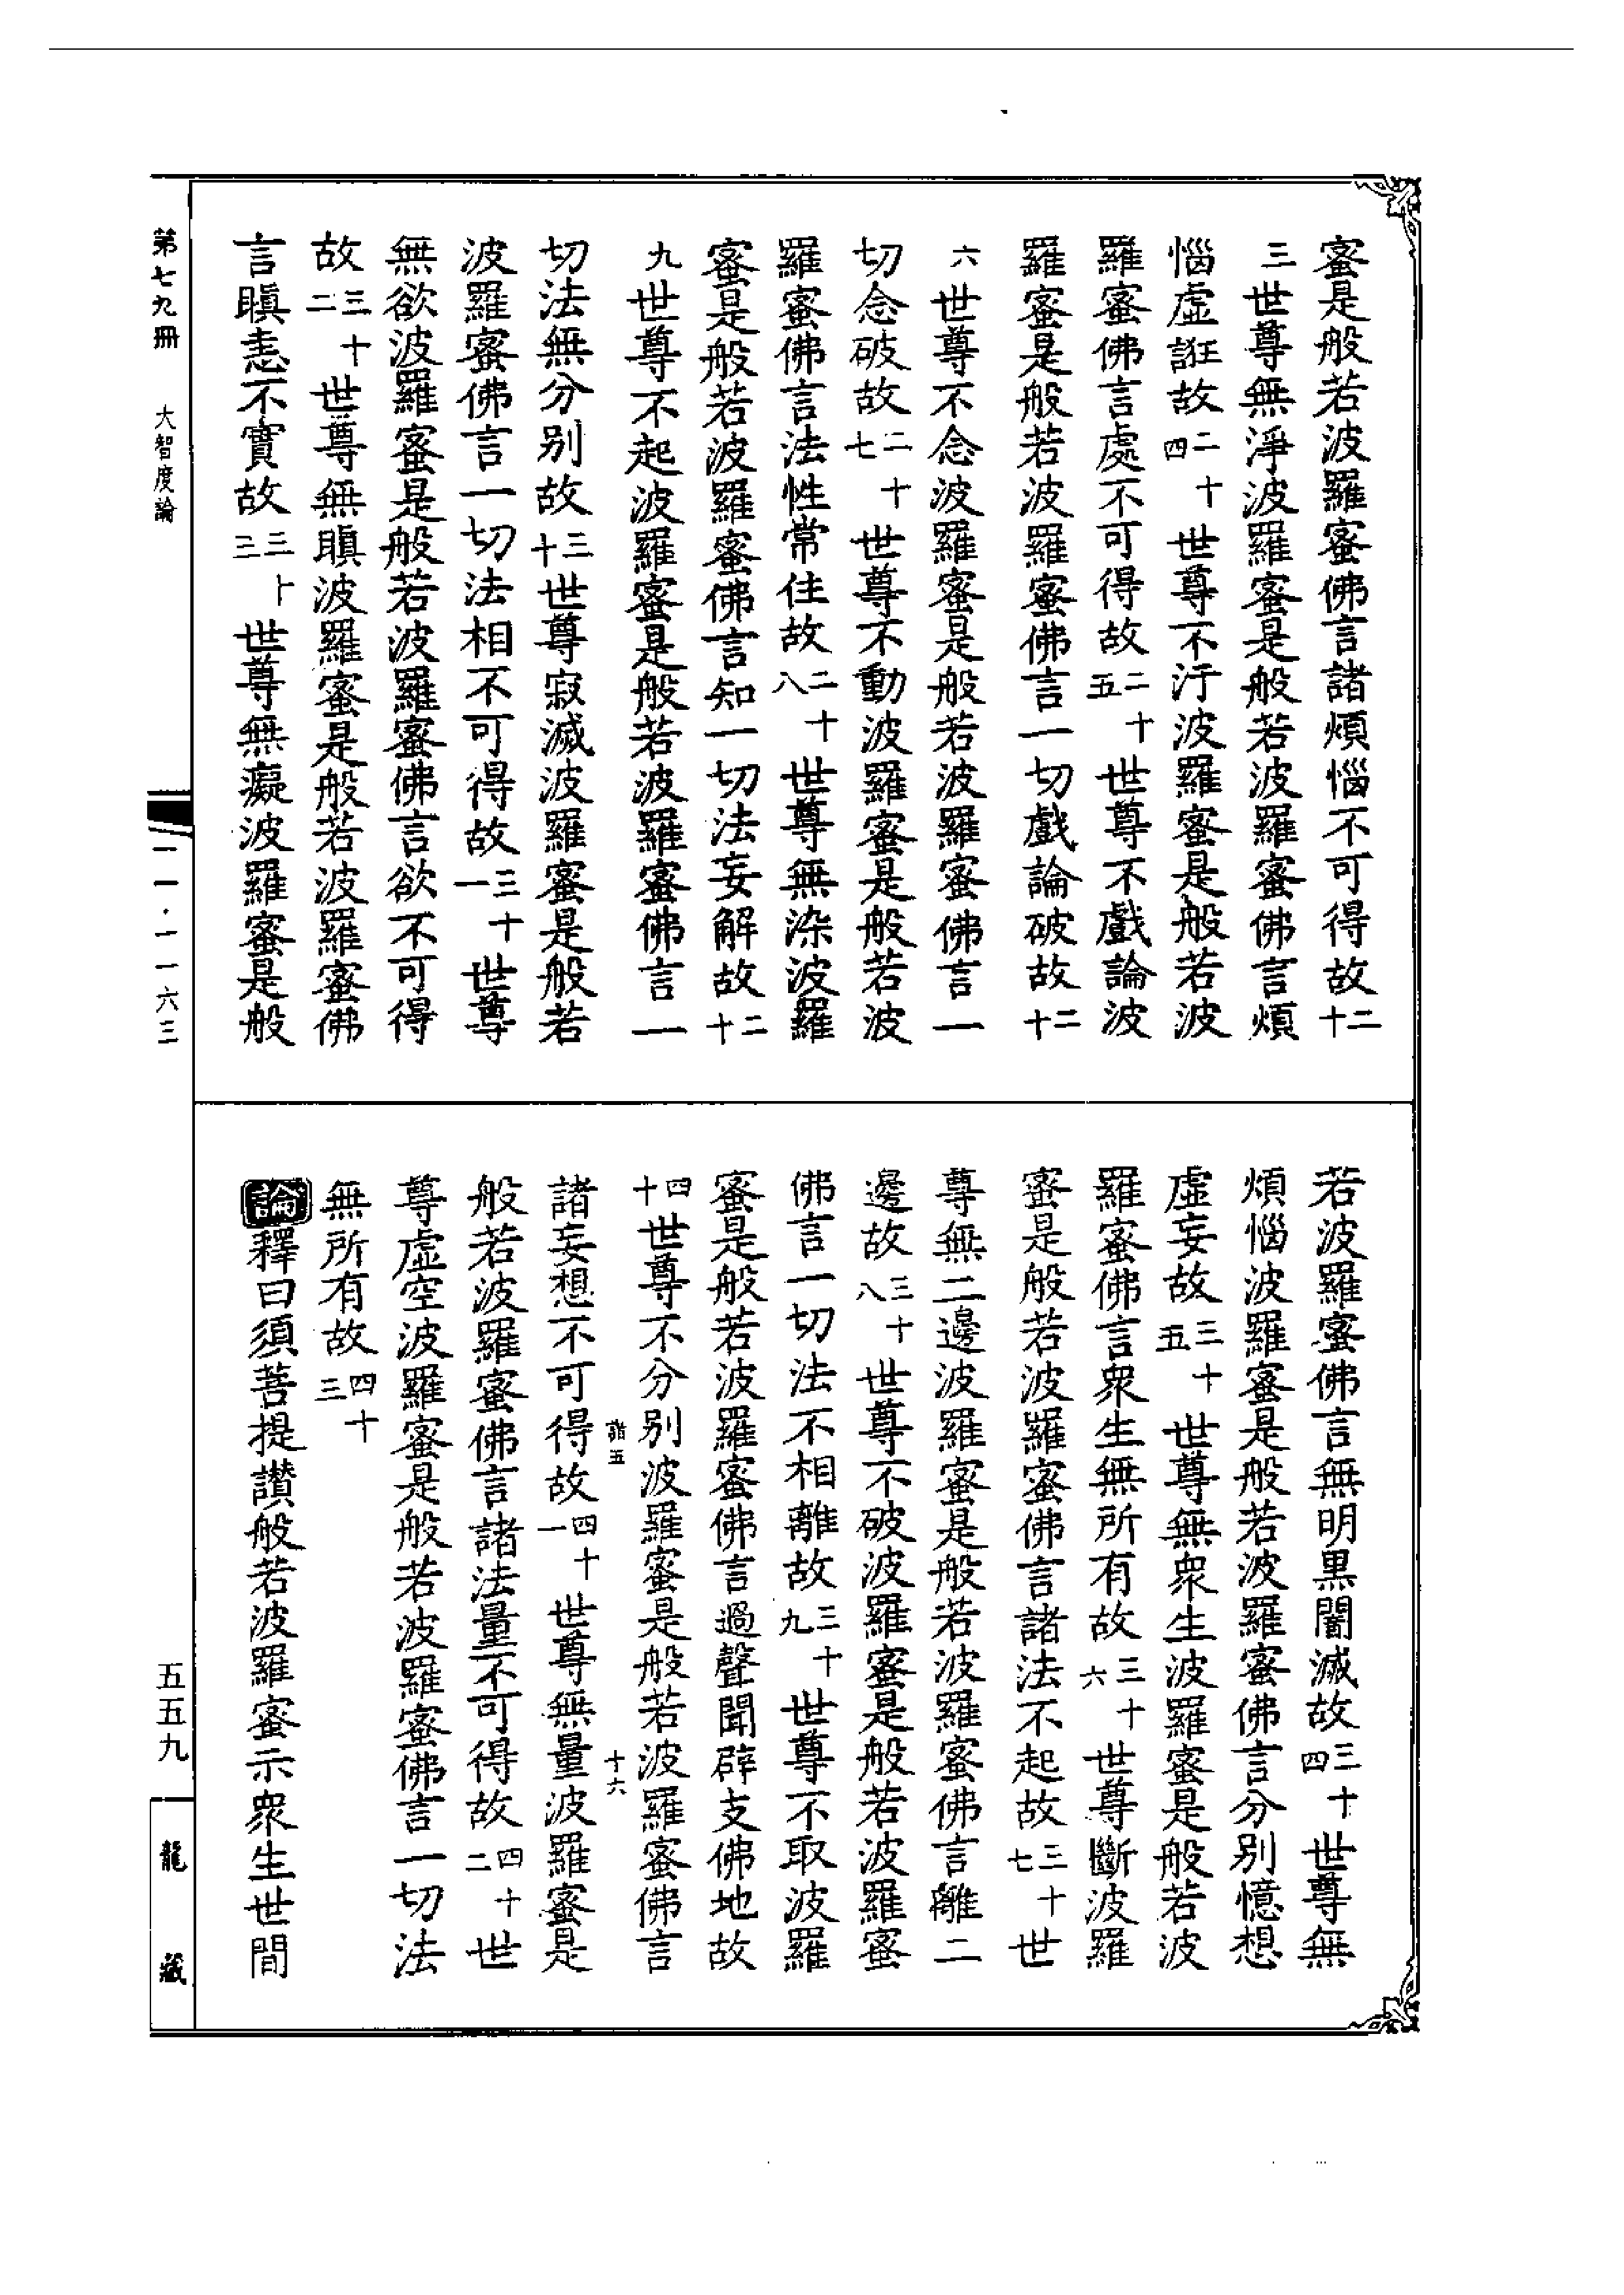 蜜是般若波羅蜜佛言諸煩惱不可得故二十
三世尊無淨波羅蜜是般若波羅蜜佛言煩
惱虛誑故二十四世尊不汙波羅蜜是般若波
羅蜜佛言處不可得故二十五世尊不戲論波
羅蜜是般若波羅蜜佛言一切戲論破故二十
六世尊不念波羅蜜是般若波羅蜜佛言一
切念破故二十七世尊不動波羅蜜是般若波
羅蜜佛言法性常住故二十八世尊無染波羅
蜜是般若波羅蜜佛言知一切法妄解故二十
九世尊不起波羅蜜是般若波羅蜜佛言一
切法無分別故三十世尊寂滅波羅蜜是般若
波羅蜜佛言一切法相不可得故三十一世尊
無欲波羅蜜是般若波羅蜜佛言欲不可得
故三十二世尊無瞋波羅蜜是般若波羅蜜佛
言瞋恚不實故三十三世尊無癡波羅蜜是般
若波羅蜜佛言無明黑闇滅故三十四世尊無
煩惱波羅蜜是般若波羅蜜佛言分別憶想
虛妄故三十五世尊無衆生波羅蜜是般若波
羅蜜佛言衆生無所有故三十六世尊斷波羅
蜜是般若波羅蜜佛言諸法不起故三十七世
尊無二邊波羅蜜是般若波羅蜜佛言離二
邊故三十八世尊不破波羅蜜是般若波羅蜜
佛言一切法不相離故三十九世尊不取波羅
蜜是般若波羅蜜佛言過聲聞辟支佛地故
四十世尊不分別波羅蜜是般若波羅蜜佛言
十六
諸妄想不可得故四十一世尊無量波羅蜜是
般若波羅蜜佛言諸法量不可得故四十二世
尊虛空波羅蜜是般若波羅蜜佛言一切法
無所有故四十三
論釋曰須菩提讃般若波羅蜜示衆生世間
第七九冊 大智度論
一一一·一一六三
五五九
龍藏